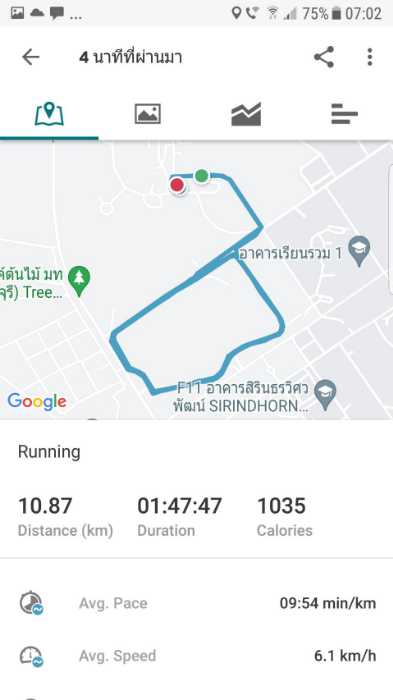 ... 75% 07:02
4 นาทีที่ผ่านมา
อาคารเรียนรวม 1
ค์ต้นไม้ มท
จุรี) Tree...
F11 อาคารสิรินธรวิศว
พัฒน์ SIRINDHORN...
Google
Running
10.87 01:47:47 1035
Distance (km) Duration Calories
Avg. Pace 09:54 min/km
Avg. Speed 6.1 km/h